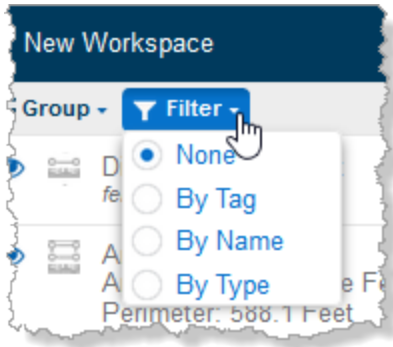 New Workspace
Group
Filter
None
By Tag
By Name
By Type
Perimeter: 588.1 Feet